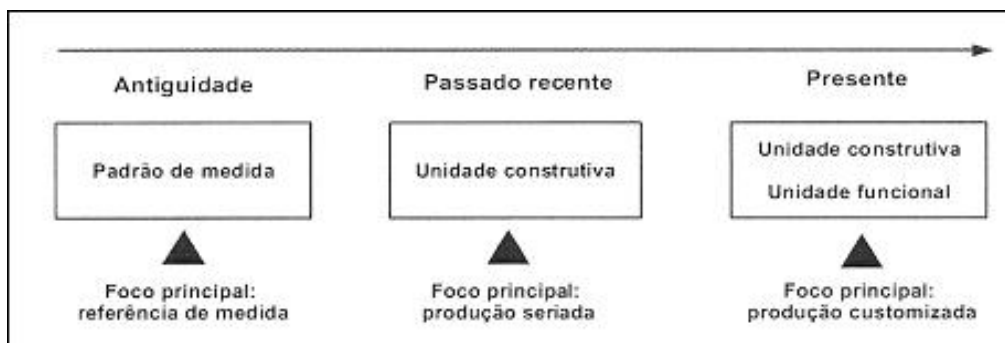 Antiguidade
Passado recente
Presente
Padrão de medida
Unidade construtiva
Unidade construtiva
Unidade funcional
Foco principal:
referência de medida
Foco principal:
produção seriada
Foco principal:
produção customizada